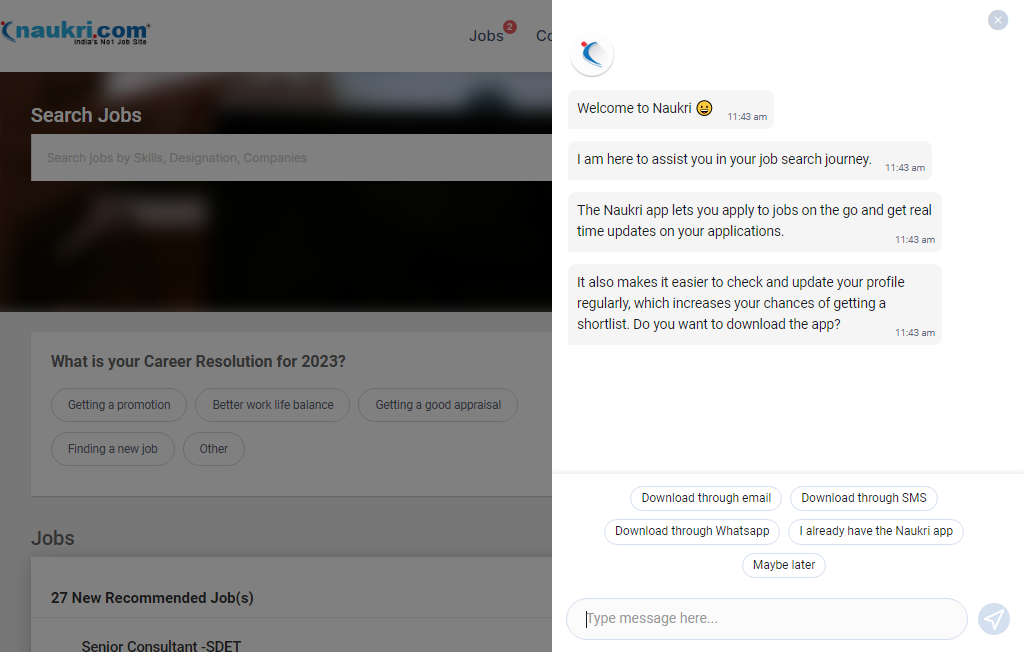 naukri.com
India's No1 Job Site
Jobs 2
Co
Search Jobs
Search jobs by Skills, Designation, Companies
What is your Career Resolution for 2023?
Getting a promotion
Better work life balance
Getting a good appraisal
Finding a new job
Other
Jobs
27 New Recommended Job(s)
Senior Consultant -SDET
Welcome to Naukri 😀
11:43 am
I am here to assist you in your job search journey.
11:43 am
The Naukri app lets you apply to jobs on the go and get real
time updates on your applications.
11:43 am
It also makes it easier to check and update your profile
regularly, which increases your chances of getting a
shortlist. Do you want to download the app?
11:43 am
Download through email
Download through SMS
Download through Whatsapp
I already have the Naukri app
Maybe later
Type message here...